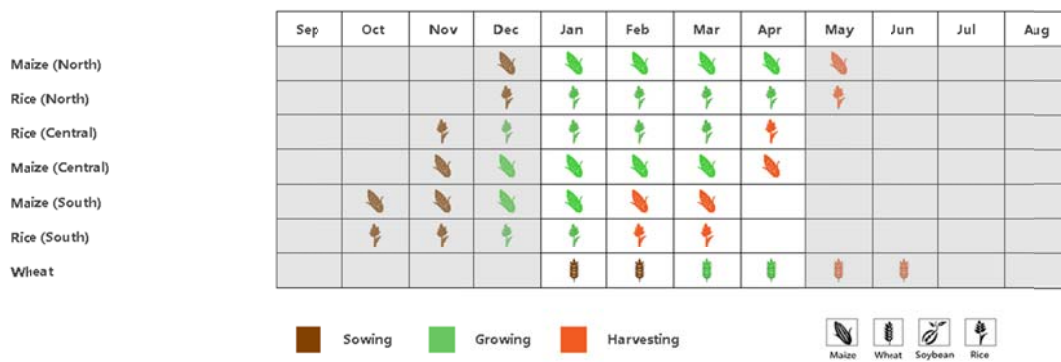 Sep Oct Nov Dec Jan Feb Mar Apr May Jun Jul Aug
Maize (North)
Rice (North)
Rice (Central)
Maize (Central)
Maize (South)
Rice (South)
Wheat
Sowing Growing Harvesting
Maize Wheat Soybean Rice